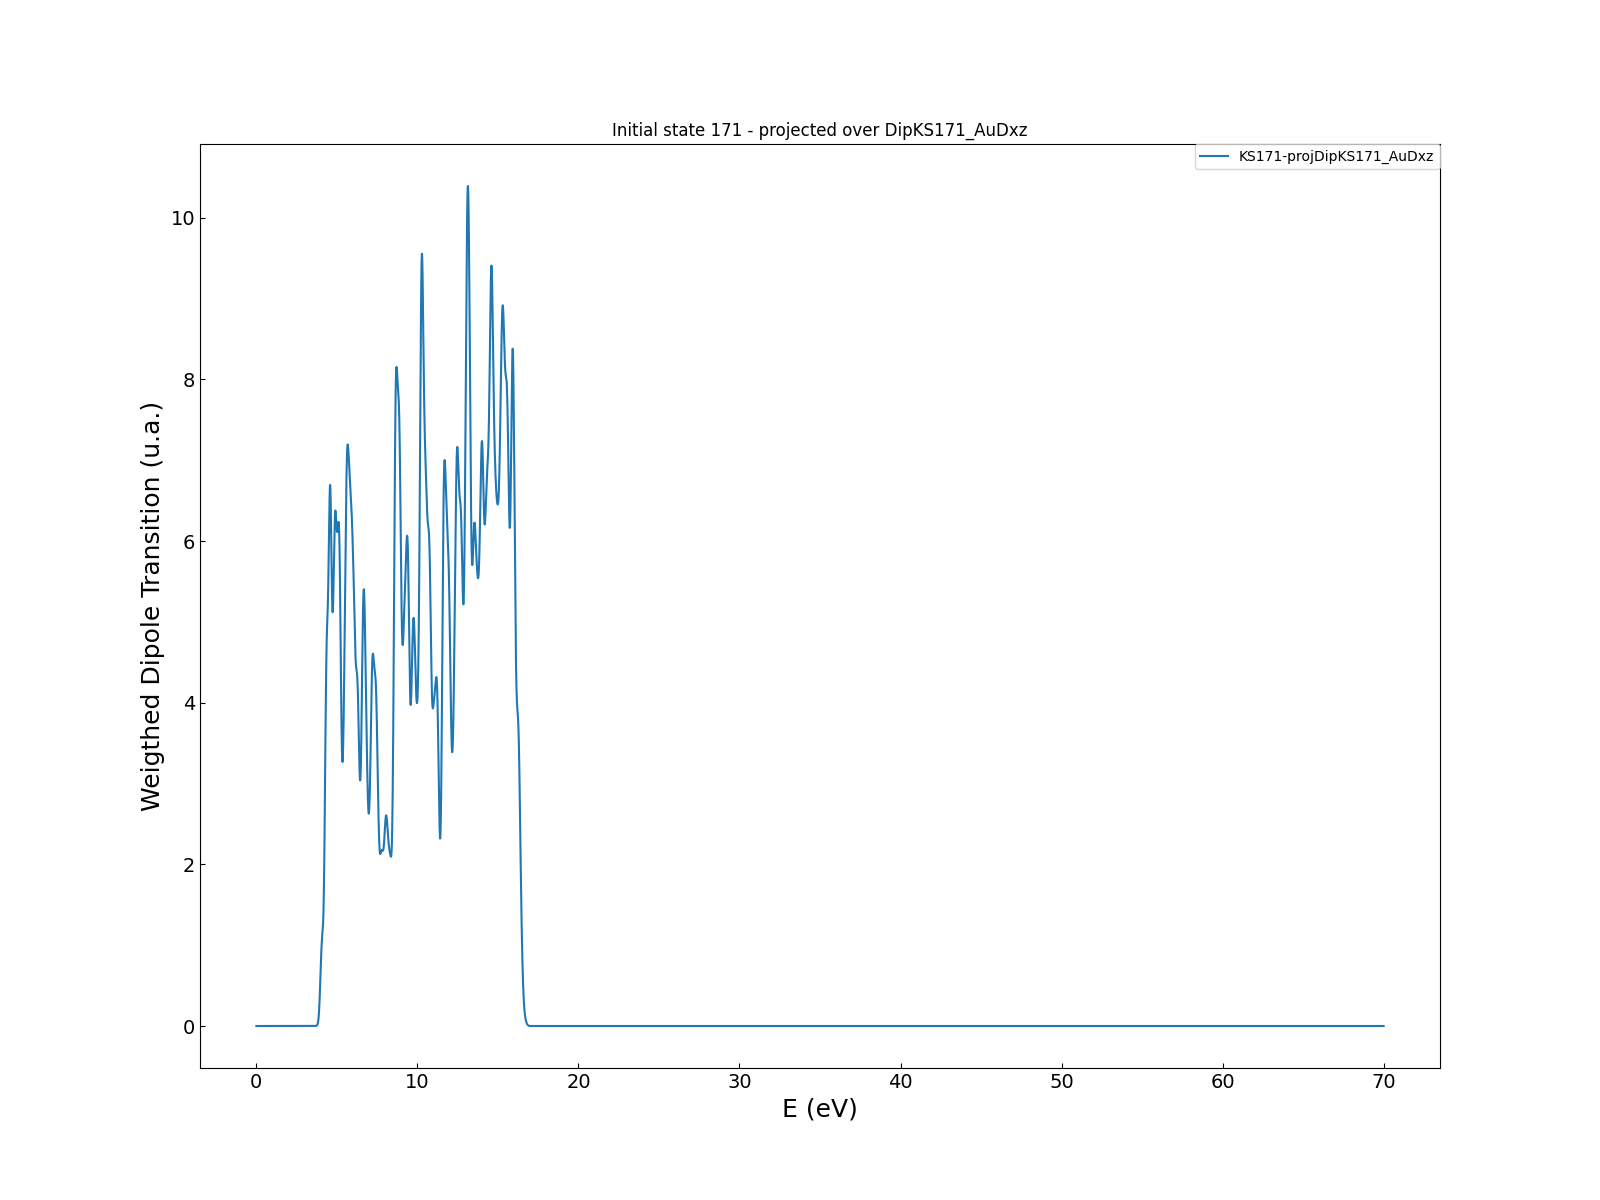 Initial state 171 - projected over DipKS171_AuDxz
KS171-projDipKS171_AuDxz
Weigthed Dipole Transition (u.a.)
10
8
6
4
2
0
0 10 20 30 40 50 60 70
E (eV)